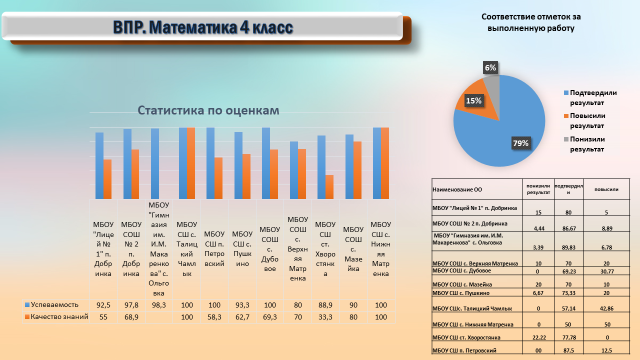 ВПР. Математика 4 класс
Соответствие отметок за
выполненную работу
6%
15%
79%
Подтвердили
результат
Повысили
результат
Понизили
результат
Статистика по оценкам
МБОУ "Лицей № 1" п. Добринка
МБОУ СОШ № 2 п. Добринка
МБОУ "Гимназия им. И.М. Макаренкова" с. Ольговка
МБОУ СШ с. Талицкий Чамлык
МБОУ СШ п. Петровский
МБОУ СШ с. Пушкино
МБОУ СОШ с. Дубовое
МБОУ СОШ с. Верхняя Матренка
МБОУ СШ ст. Хворостянка
МБОУ СОШ с. Мазейка
МБОУ СШ с. Нижняя Матренка
Успеваемость 92,5 97,8 98,3 100 100 93,3 100 80 88,9 90 100
Качество знаний 55 68,9 100 58,3 62,7 69,3 70 33,3 80 100
Наименование ОО понизили результат подтвердили повысили
МБОУ "Лицей №1" п. Добринка 15 80 5
МБОУ СОШ № 2 п. Добринка 4,44 86,67 8,89
МБОУ "Гимназия им. И.М. Макаренкова" с. Ольговка 3,39 89,83 6,78
МБОУ СОШ с. Верхняя Матренка 10 70 20
МБОУ СОШ с. Дубовое 0 69,23 30,77
МБОУ СОШ с. Мазейка 20 70 10
МБОУ СШ с. Пушкино 6,67 73,33 20
МБОУ СШс. Талицкий Чамлык 0 57,14 42,86
МБОУ СШ с. Нижняя Матренка 0 50 50
МБОУ СШ ст. Хворостянка 22,22 77,78 0
МБОУ СШ п. Петровский 00 87,5 12,5